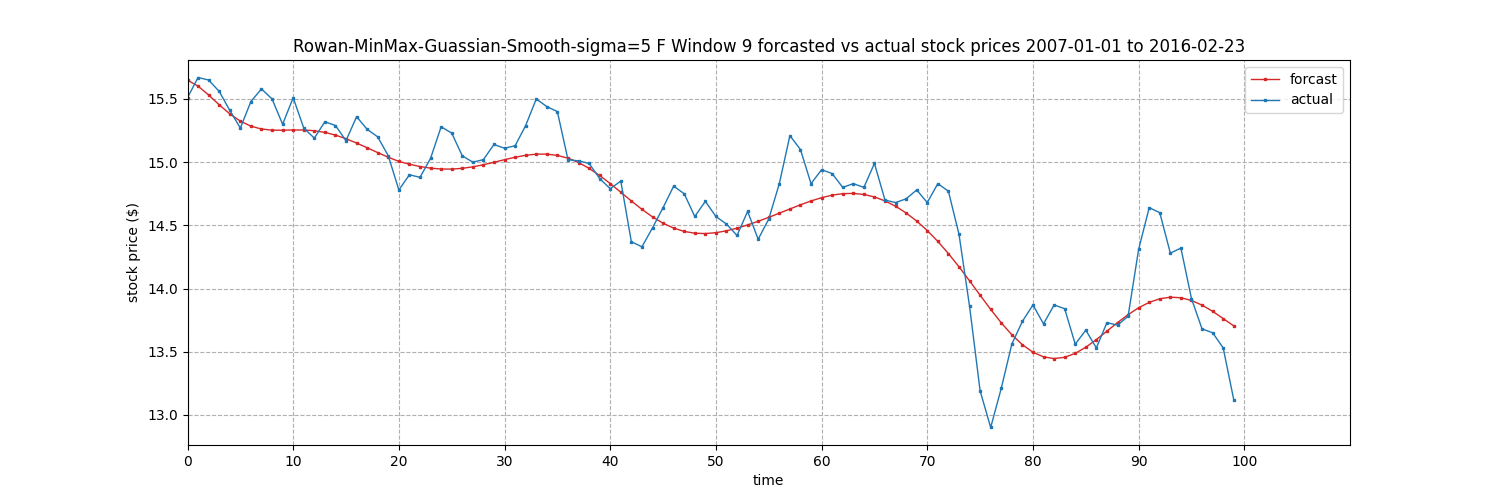 Rowan-MinMax-Guassian-Smooth-sigma=5 F Window 9 forcasted vs actual stock prices 2007-01-01 to 2016-02-23
forcast
actual
stock price ($)
15.5
15.0
14.5
14.0
13.5
13.0
0 10 20 30 40 50 60 70 80 90 100
time